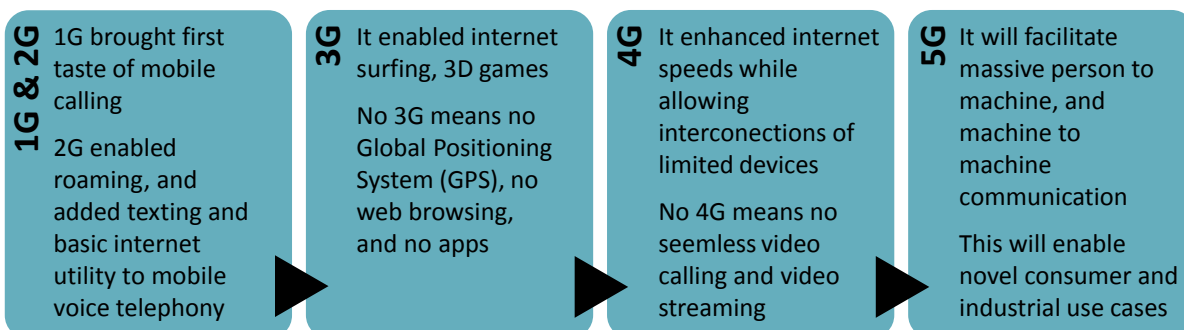 1G & 2G
1G brought first
taste of mobile
calling
2G enabled
roaming, and
added texting and
basic internet
utility to mobile
voice telephony
3G
It enabled internet
surfing, 3D games
No 3G means no
Global Positioning
System (GPS), no
web browsing,
and no apps
4G
It enhanced internet
speeds while
allowing
interconections of
limited devices
No 4G means no
seemless video
calling and video
streaming
5G
It will facilitate
massive person to
machine, and
machine to
machine
communication
This will enable
novel consumer and
industrial use cases